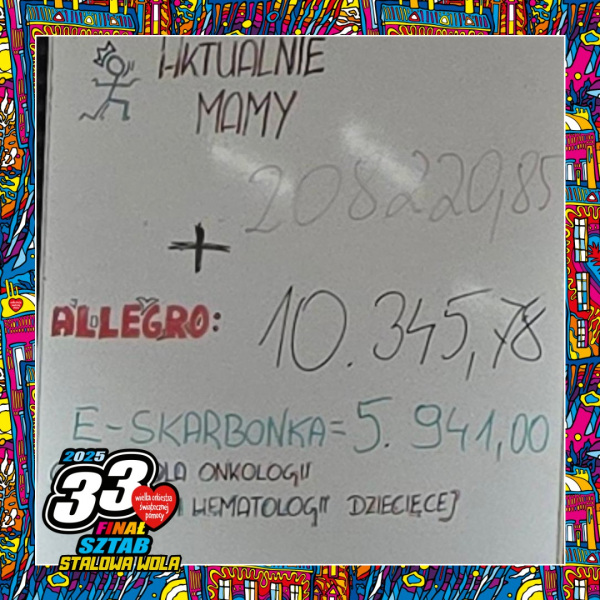 AKTUALNIE
MAMY
208220,85
+
ALLEGRO: 10.345,78
E-SKARBONKA = 5.941,00
DLA ONKOLOGII
I HEMATOLOGII DZIECIĘCEJ
2025
33
wielka orkiestra
świątecznej
pomocy
FINAŁ
SZTAB
STALOWA WOLA